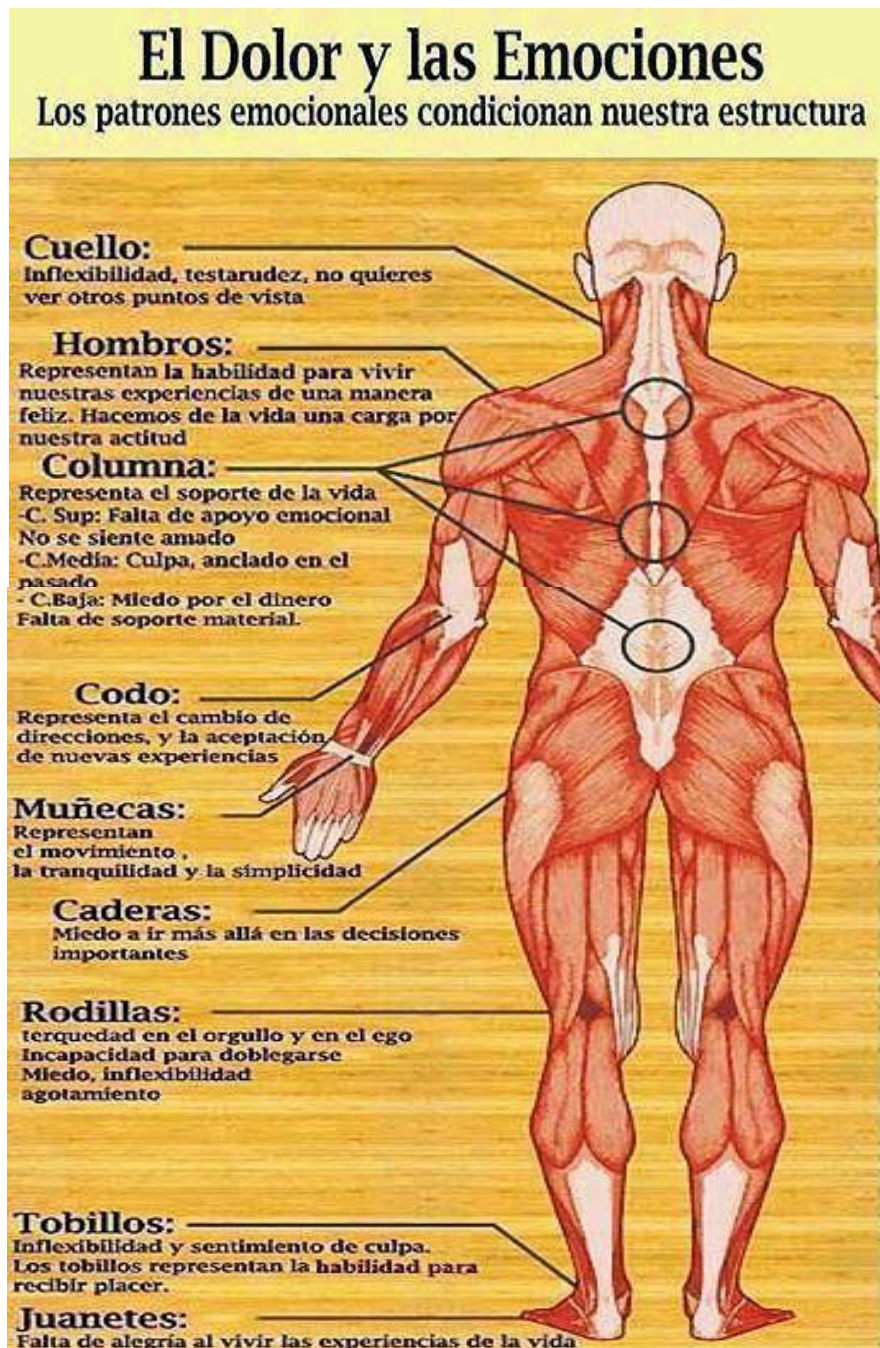 El Dolor y las Emociones
Los patrones emocionales condicionan nuestra estructura
Cuello:
Inflexibilidad, testarudez, no quieres
ver otros puntos de vista
Hombros:
Representan la habilidad para vivir
nuestras experiencias de una manera
feliz. Hacemos de la vida una carga por
nuestra actitud
Columna:
Representa el soporte de la vida
-C. Sup: Falta de apoyo emocional
No se siente amado
-C.Media: Culpa, anclado en el
pasado
- C.Baja: Miedo por el dinero
Falta de soporte material.
Codo:
Representa el cambio de
direcciones, y la aceptación
de nuevas experiencias
Muñecas:
Representan
el movimiento ,
la tranquilidad y la simplicidad
Caderas:
Miedo a ir más allá en las decisiones
importantes
Rodillas:
terquedad en el orgullo y en el ego
Incapacidad para doblegarse
Miedo, inflexibilidad
agotamiento
Tobillos:
Inflexibilidad y sentimiento de culpa.
Los tobillos representan la habilidad para
recibir placer.
Juanetes:
Falta de alegría al vivir las experiencias de la vida